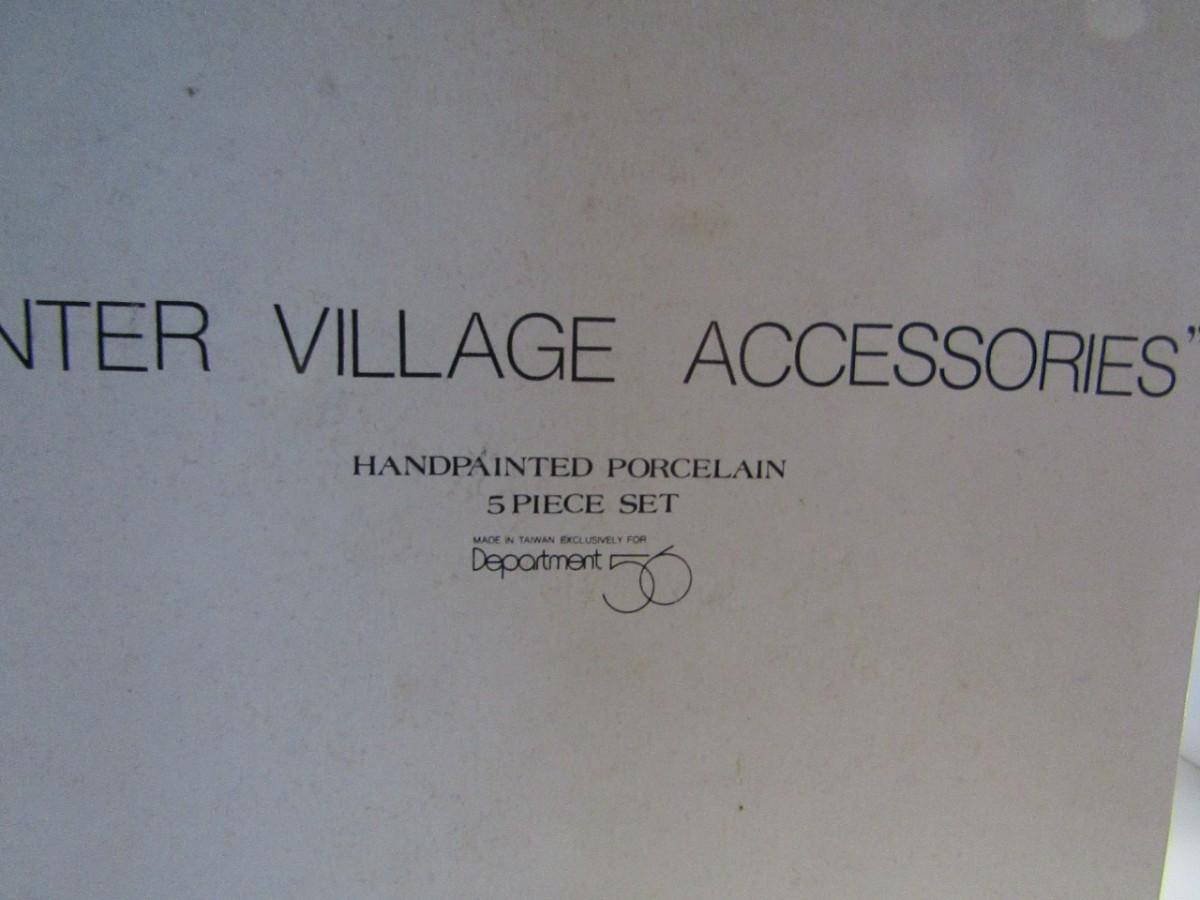 NTER VILLAGE ACCESSORIES”
HANDPAINTED PORCELAIN
5 PIECE SET
MADE IN TAIWAN EXCLUSIVELY FOR
Department 56